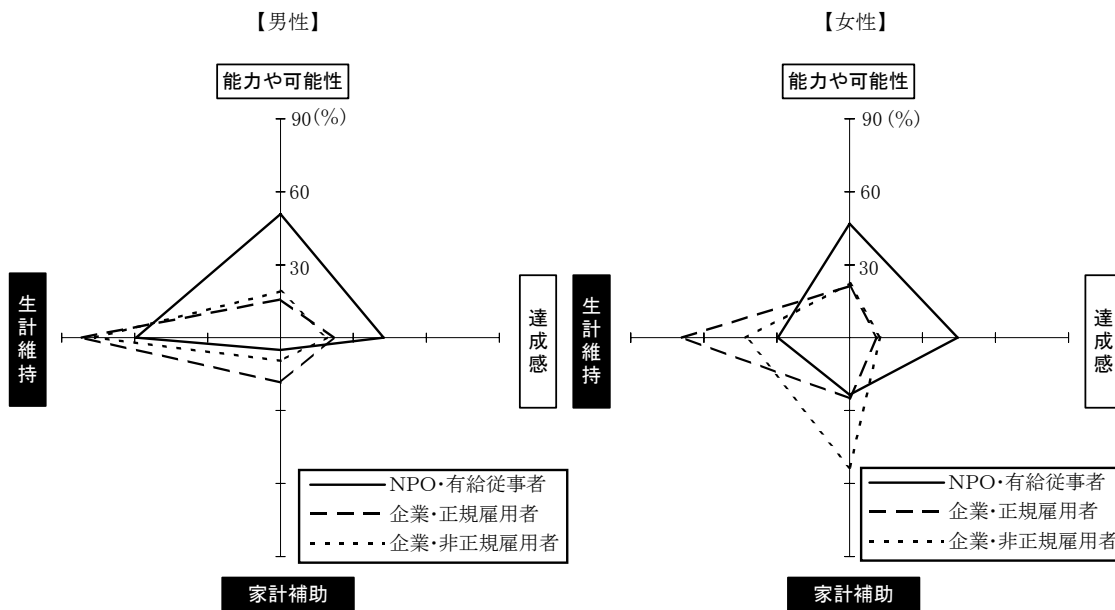 【男性】
能力や可能性
90(%)
60
30
生計維持
達成感
NPO・有給従事者
企業・正規雇用者
企業・非正規雇用者
家計補助
【女性】
能力や可能性
90(%)
60
30
生計維持
達成感
NPO・有給従事者
企業・正規雇用者
企業・非正規雇用者
家計補助